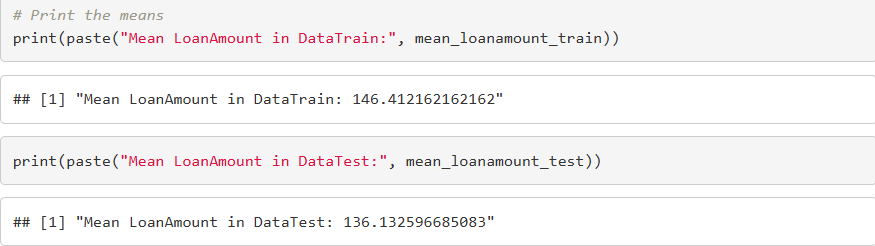 # Print the means
print(paste("Mean LoanAmount in DataTrain:", mean_loanamount_train))
## [1] "Mean LoanAmount in DataTrain: 146.412162162162"
print(paste("Mean LoanAmount in DataTest:", mean_loanamount_test))
## [1] "Mean LoanAmount in DataTest: 136.132596685083"